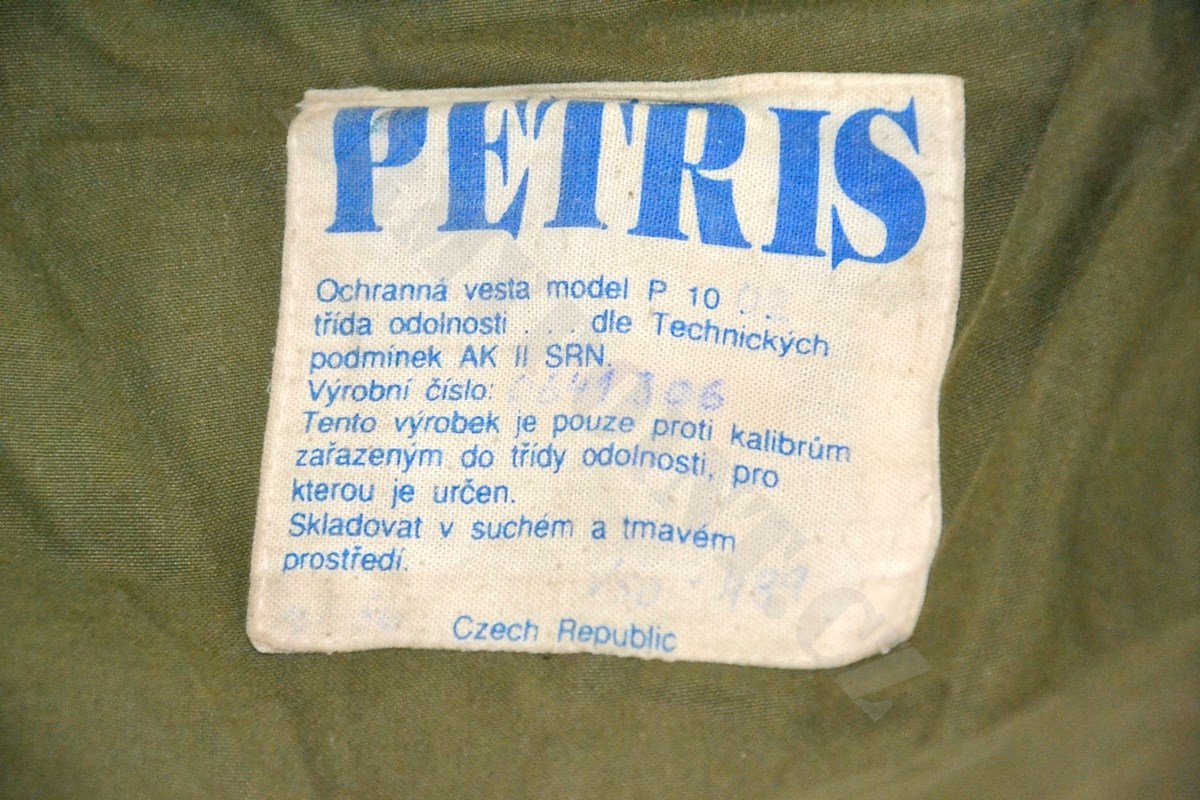 PETRIS
Ochranná vesta model P 10
třída odolnosti . . . dle Technických
podmínek AK II SRN.
Výrobní číslo:
Tento výrobek je pouze proti kalibrům
zařazeným do třídy odolnosti, pro
kterou je určen.
Skladovat v suchém a tmavém
prostředí.
Czech Republic